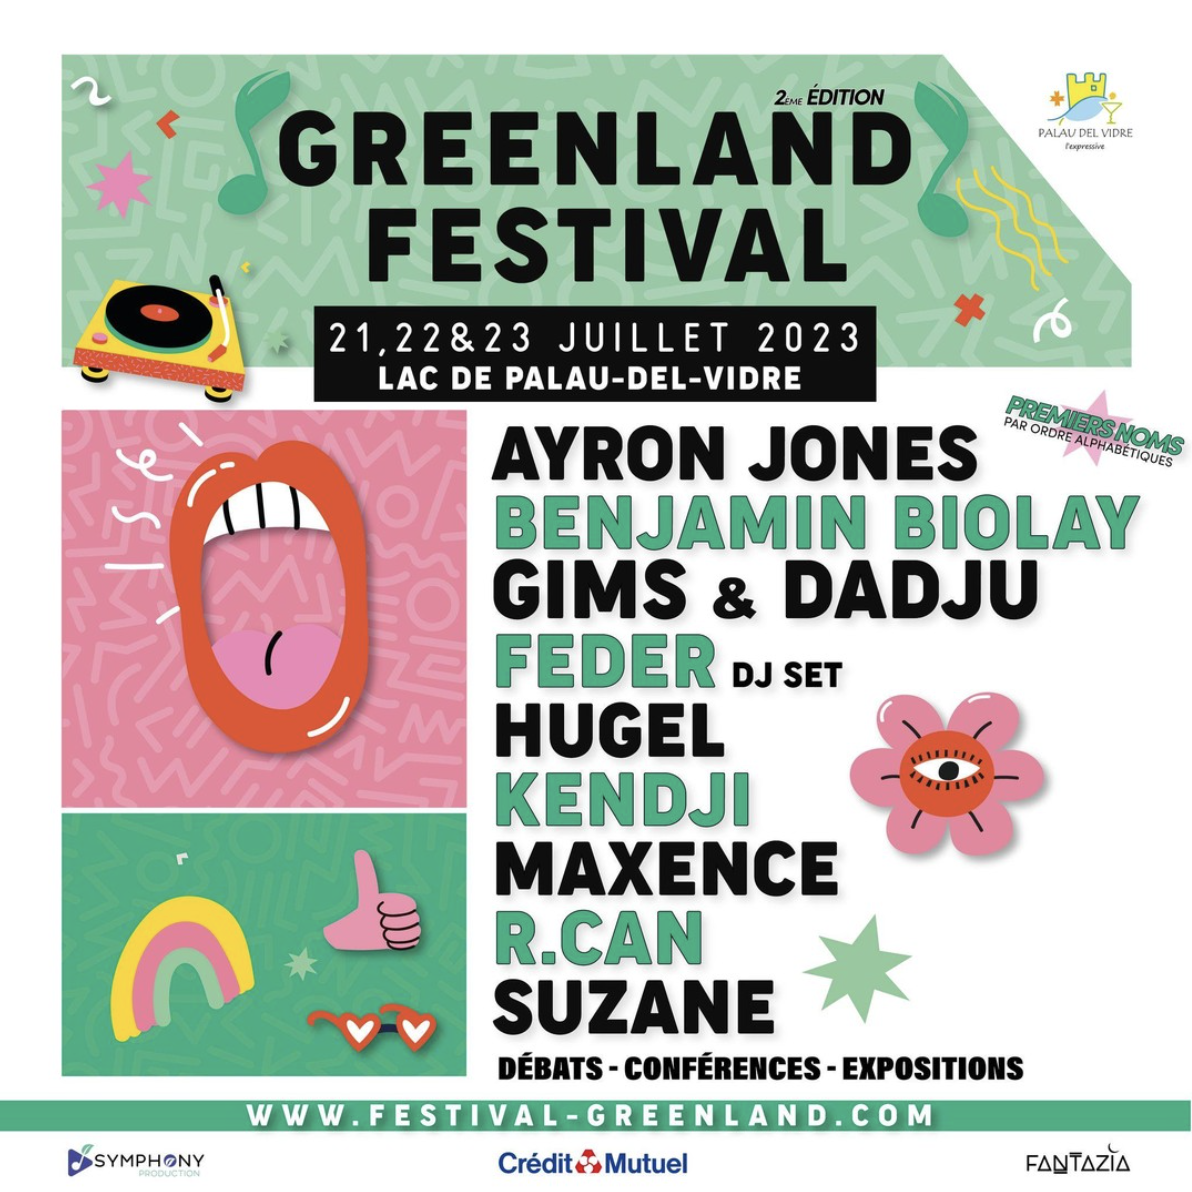 2ÈME ÉDITION
GREENLAND
FESTIVAL
21,22&23 JUILLET 2023
LAC DE PALAU-DEL-VIDRE
PALAU DEL VIDRE
l'expressive
PREMIERS NOMS
PAR ORDRE ALPHABÉTIQUES
AYRON JONES
BENJAMIN BIOLAY
GIMS & DADJU
FEDER DJ SET
HUGEL
KENDJI
MAXENCE
R.CAN
SUZANE
DÉBATS - CONFÉRENCES - EXPOSITIONS
WWW.FESTIVAL-GREENLAND.COM
SYMPHONY
PRODUCTION
Crédit Mutuel
FANTAZIA